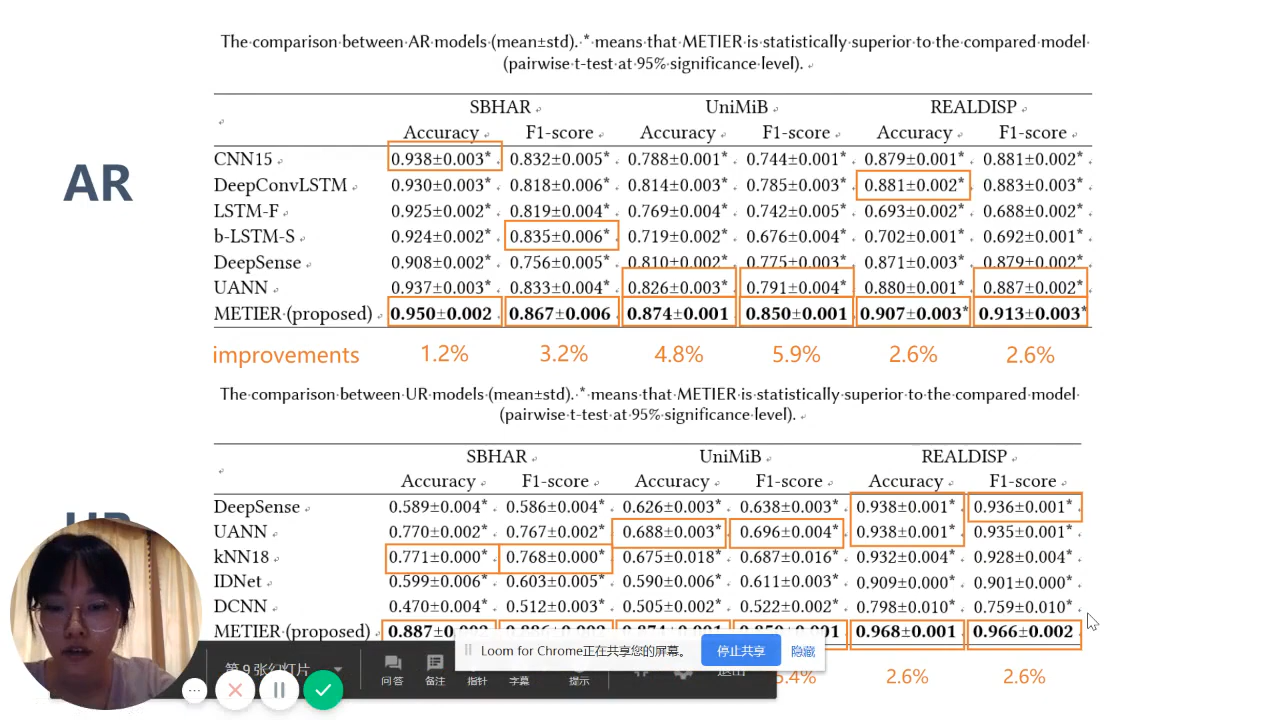 The comparison between AR models (mean±std). * means that METIER is statistically superior to the compared model
(pairwise t-test at 95% significance level).
SBHAR UniMiB REALDISP
Accuracy F1-score Accuracy F1-score Accuracy F1-score
CNN15 0.938±0.003* 0.832±0.005* 0.788±0.001* 0.744±0.001* 0.879±0.001* 0.881±0.002*
AR
DeepConvLSTM 0.930±0.003* 0.818±0.006* 0.814±0.003* 0.785±0.003* 0.881±0.002* 0.883±0.003*
LSTM-F 0.925±0.002* 0.819±0.004* 0.769±0.004* 0.742±0.005* 0.693±0.002* 0.688±0.002*
b-LSTM-S 0.924±0.002* 0.835±0.006* 0.719±0.002* 0.676±0.004* 0.702±0.001* 0.692±0.001*
DeepSense 0.908±0.002* 0.756±0.005* 0.810±0.002* 0.775±0.003* 0.871±0.003* 0.879±0.002*
UANN 0.937±0.003* 0.833±0.004* 0.826±0.003* 0.791±0.004* 0.880±0.001* 0.887±0.002*
METIER (proposed) 0.950±0.002 0.867±0.006 0.874±0.001 0.850±0.001 0.907±0.003* 0.913±0.003*
improvements 1.2% 3.2% 4.8% 5.9% 2.6% 2.6%
The comparison between UR models (mean±std). * means that METIER is statistically superior to the compared model
(pairwise t-test at 95% significance level).
SBHAR UniMiB REALDISP
Accuracy F1-score Accuracy F1-score Accuracy F1-score
DeepSense 0.589±0.004* 0.586±0.004* 0.626±0.003* 0.638±0.003* 0.938±0.001* 0.936±0.001*
UANN 0.770±0.002* 0.767±0.002* 0.688±0.003* 0.696±0.004* 0.938±0.001* 0.935±0.001*
kNN18 0.771±0.000* 0.768±0.000* 0.675±0.018* 0.687±0.016* 0.932±0.004* 0.928±0.004*
IDNet 0.599±0.006* 0.603±0.005* 0.590±0.006* 0.611±0.003* 0.909±0.000* 0.901±0.000*
DCNN 0.470±0.004* 0.512±0.003* 0.505±0.002* 0.522±0.002* 0.798±0.010* 0.759±0.010*
METIER (proposed) 0.887±0.002 0.968±0.001 0.966±0.002
Loom for Chrome正在共享您的屏幕。 停止共享 隐藏
第 9 张幻灯片 问答 备注 指针 字幕 提示 退出
2.6% 2.6%